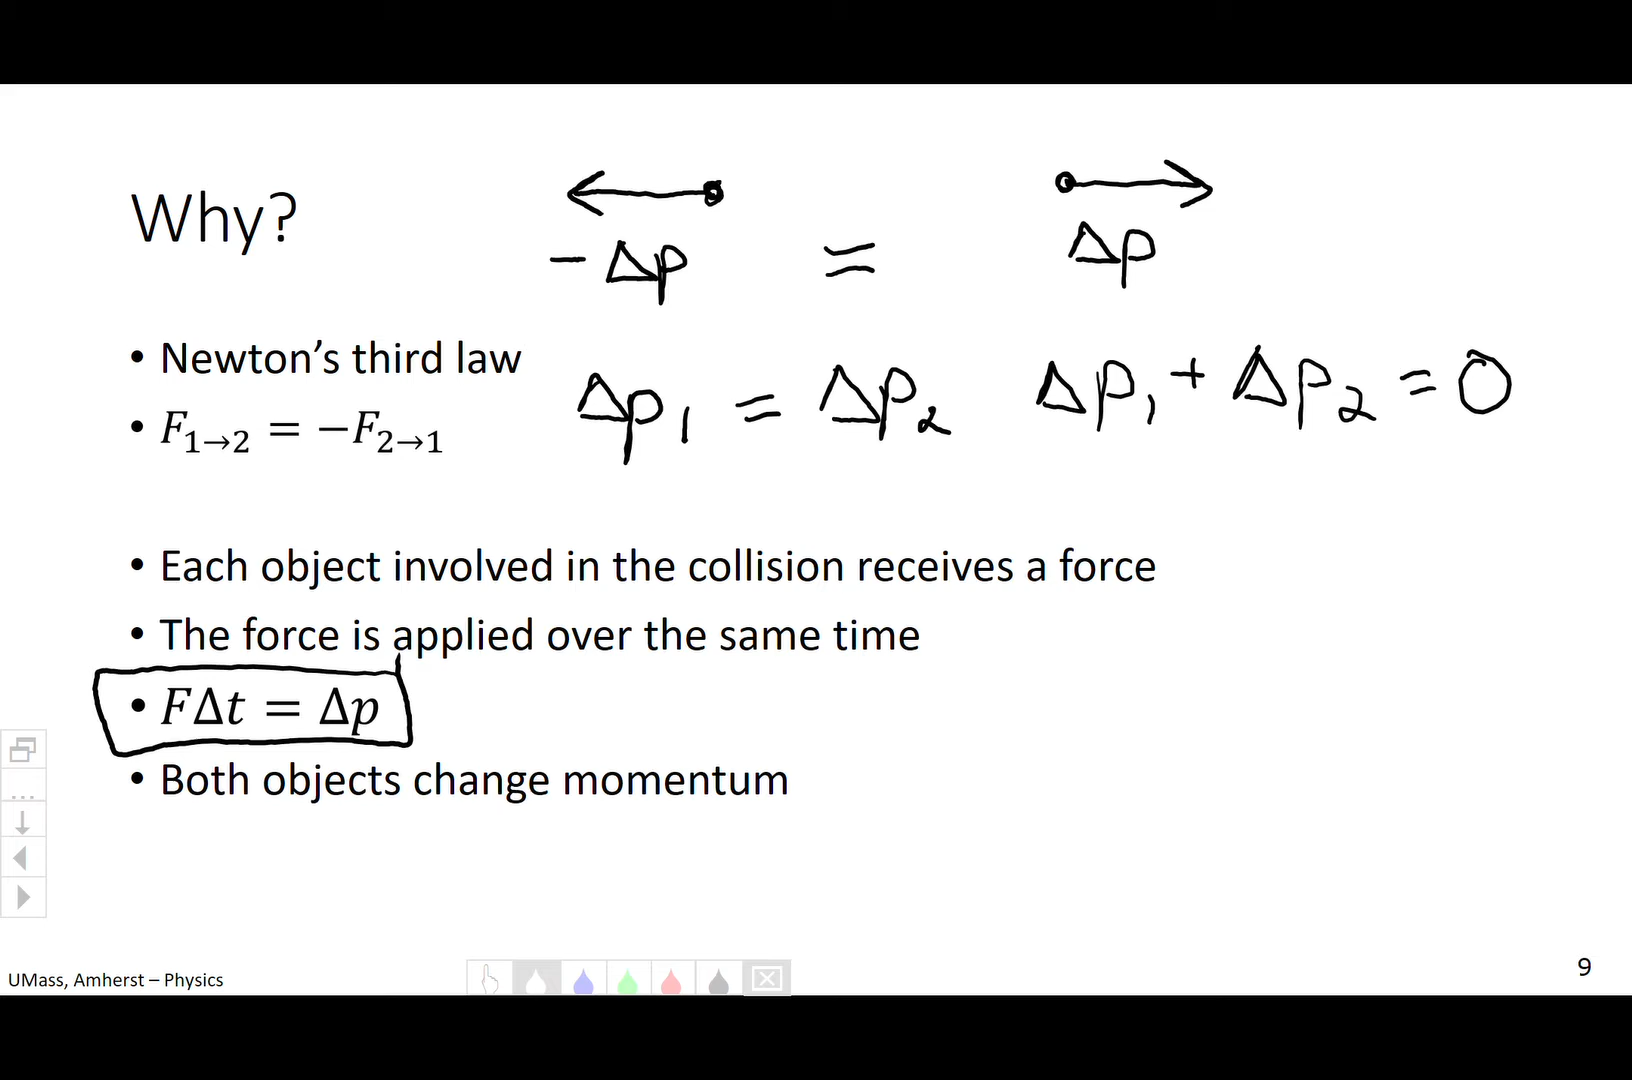 Why?
- Δp = Δp
• Newton's third law
Δp₁ = Δp₂ Δp₁ + Δp₂ = 0
• F₁→₂ = −F₂→₁
• Each object involved in the collision receives a force
• The force is applied over the same time
• FΔt = Δp
• Both objects change momentum
UMass, Amherst – Physics
9